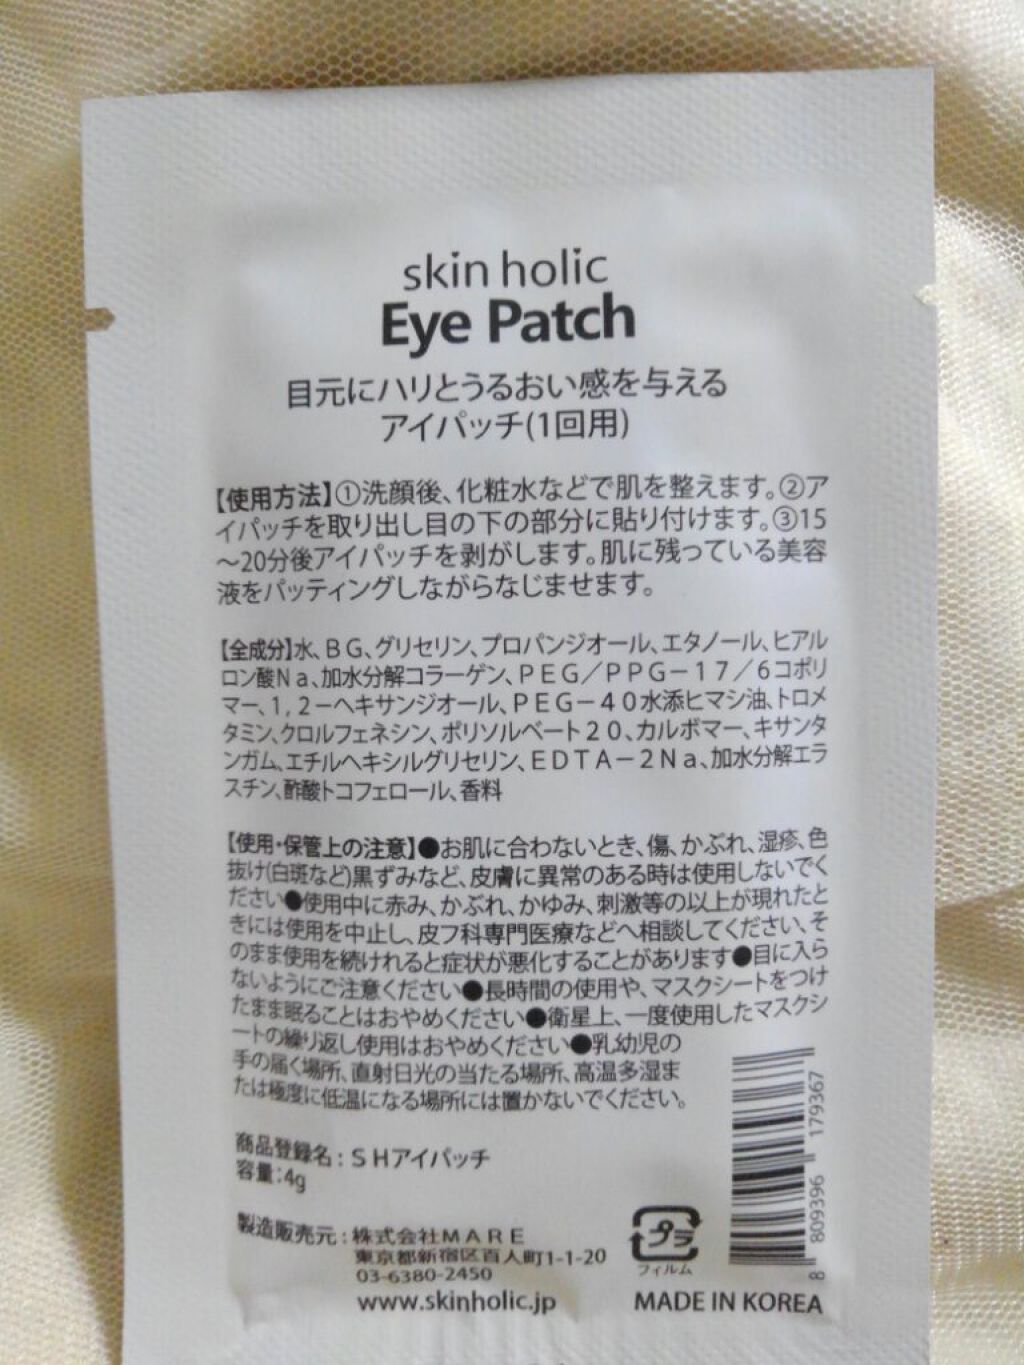 skin holic
Eye Patch
目元にハリとうるおい感を与える
アイパッチ(1回用)
【使用方法】①洗顔後、化粧水などで肌を整えます。②ア
イパッチを取り出し目の下の部分に貼り付けます。③15
～20分後アイパッチを剥がします。肌に残っている美容
液をパッティングしながらなじませます。
【全成分】水、ＢＧ、グリセリン、プロパンジオール、エタノール、ヒアル
ロン酸Ｎａ、加水分解コラーゲン、ＰＥＧ／ＰＰＧ－１７／６コポリ
マー、１，２－ヘキサンジオール、ＰＥＧ－４０水添ヒマシ油、トロメ
タミン、クロルフェネシン、ポリソルベート２０、カルボマー、キサンタ
ンガム、エチルヘキシルグリセリン、ＥＤＴＡ－２Ｎａ、加水分解エラ
スチン、酢酸トコフェロール、香料
【使用・保管上の注意】●お肌に合わないとき、傷、かぶれ、湿疹、色
抜け(白斑など)黒ずみなど、皮膚に異常のある時は使用しないでく
ださい●使用中に赤み、かぶれ、かゆみ、刺激等の以上が現れたと
きには使用を中止し、皮フ科専門医療などへ相談してください、そ
のまま使用を続けれると症状が悪化することがあります●目に入ら
ないようにご注意ください●長時間の使用や、マスクシートをつけ
たまま眠ることはおやめください●衛星上、一度使用したマスクシ
ートの繰り返し使用はおやめください●乳幼児の
手の届く場所、直射日光の当たる場所、高温多湿ま
たは極度に低温になる場所には置かないでください。
商品登録名：ＳＨアイパッチ
容量：4g
製造販売元：株式会社ＭＡＲＥ
東京都新宿区百人町1-1-20
03-6380-2450
www.skinholic.jp
プラ
フィルム
MADE IN KOREA
8 809396 179367